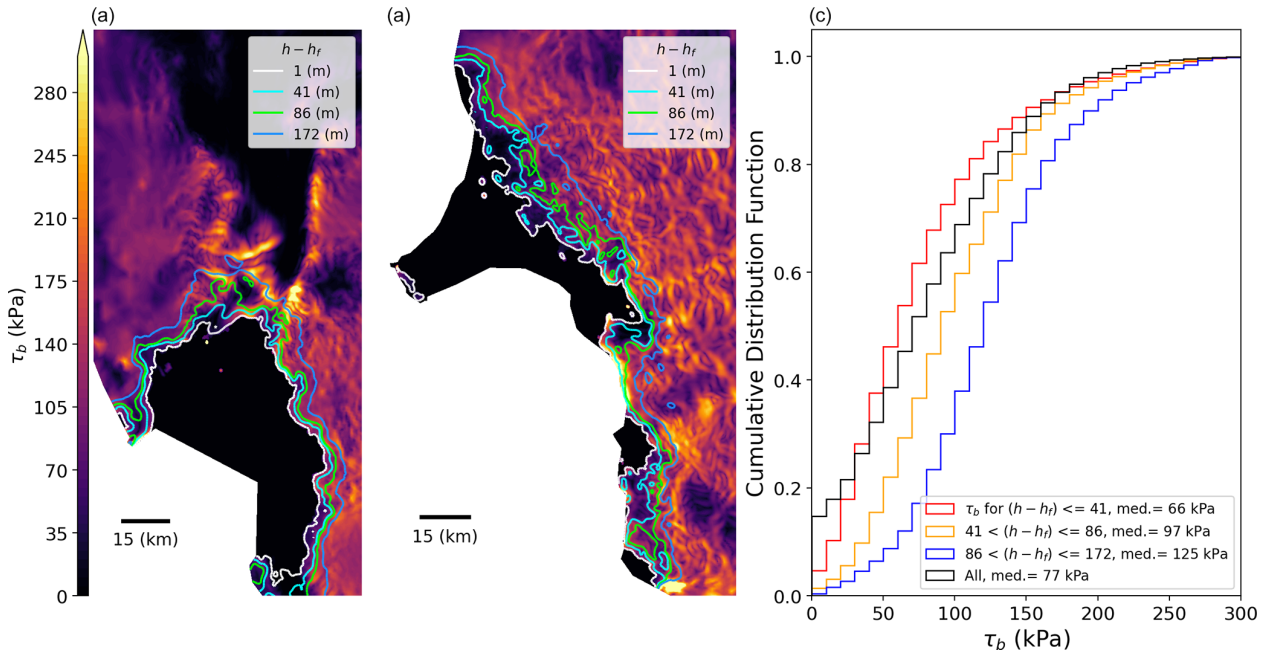 (a)
(a)
(c)
280
245
210
175
140
105
70
35
0
τ_b (kPa)
h − h_f
1 (m)
41 (m)
86 (m)
172 (m)
15 (km)
h − h_f
1 (m)
41 (m)
86 (m)
172 (m)
15 (km)
Cumulative Distribution Function
1.0
0.8
0.6
0.4
0.2
0.0
τ_b for (h − h_f) <= 41, med.= 66 kPa
41 < (h − h_f) <= 86, med.= 97 kPa
86 < (h − h_f) <= 172, med.= 125 kPa
All, med.= 77 kPa
0 50 100 150 200 250 300
τ_b (kPa)